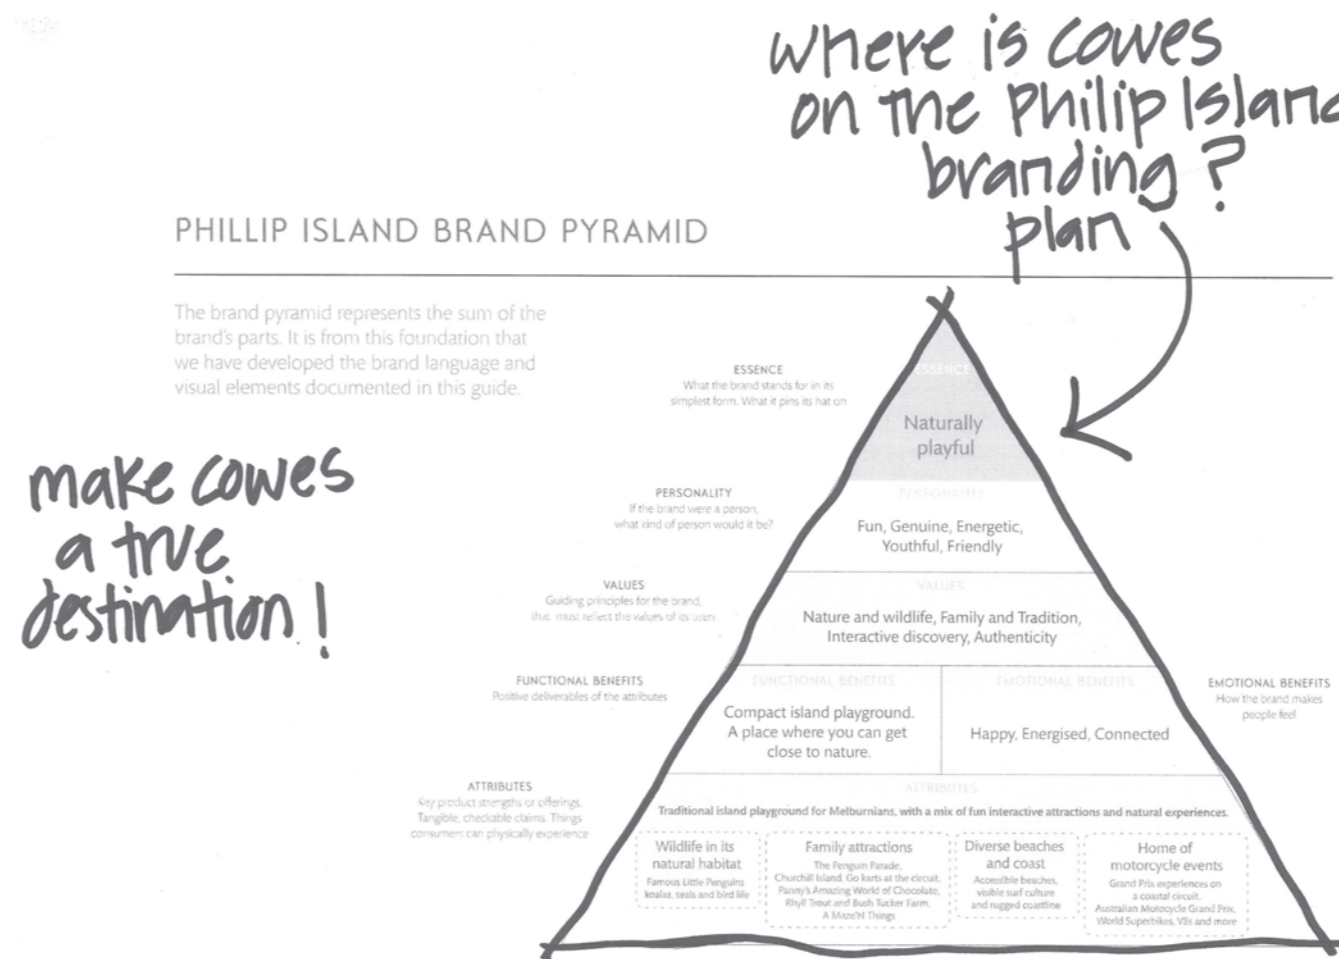 where is cowes
on the Philip Island
branding?
plan
PHILLIP ISLAND BRAND PYRAMID
The brand pyramid represents the sum of the
brand's parts. It is from this foundation that
we have developed the brand language and
visual elements documented in this guide.
make cowes
a true
destination!
ESSENCE
What the brand stands for in its
simplest form. What it pins its hat on
ESSENCE
Naturally
playful
PERSONALITY
If the brand were a person,
what kind of person would it be?
PERSONALITY
Fun, Genuine, Energetic,
Youthful, Friendly
VALUES
Guiding principles for the brand,
that must reflect the values of its
VALUES
Nature and wildlife, Family and Tradition,
Interactive discovery, Authenticity
FUNCTIONAL BENEFITS
Positive deliverables of the attributes
FUNCTIONAL BENEFITS
Compact island playground.
A place where you can get
close to nature.
EMOTIONAL BENEFITS
Happy, Energised, Connected
EMOTIONAL BENEFITS
How the brand makes
people feel
ATTRIBUTES
Key product strengths or offerings.
Tangible, checkable claims. Things
consumers can physically experience
ATTRIBUTES
Traditional island playground for Melburnians, with a mix of fun interactive attractions and natural experiences.
Wildlife in its
natural habitat
Famous Little Penguins
koalas, seals and bird life
Family attractions
The Penguin Parade,
Churchill Island, Go karts at the circuit,
Panny's Amazing World of Chocolate,
Rhyll Trout and Bush Tucker Farm,
A Maze'N Things
Diverse beaches
and coast
Accessible beaches,
visible surf culture
and rugged coastline
Home of
motorcycle events
Grand Prix experiences on
a coastal circuit.
Australian Motocycle Grand Prix,
World Superbikes, V8s and more